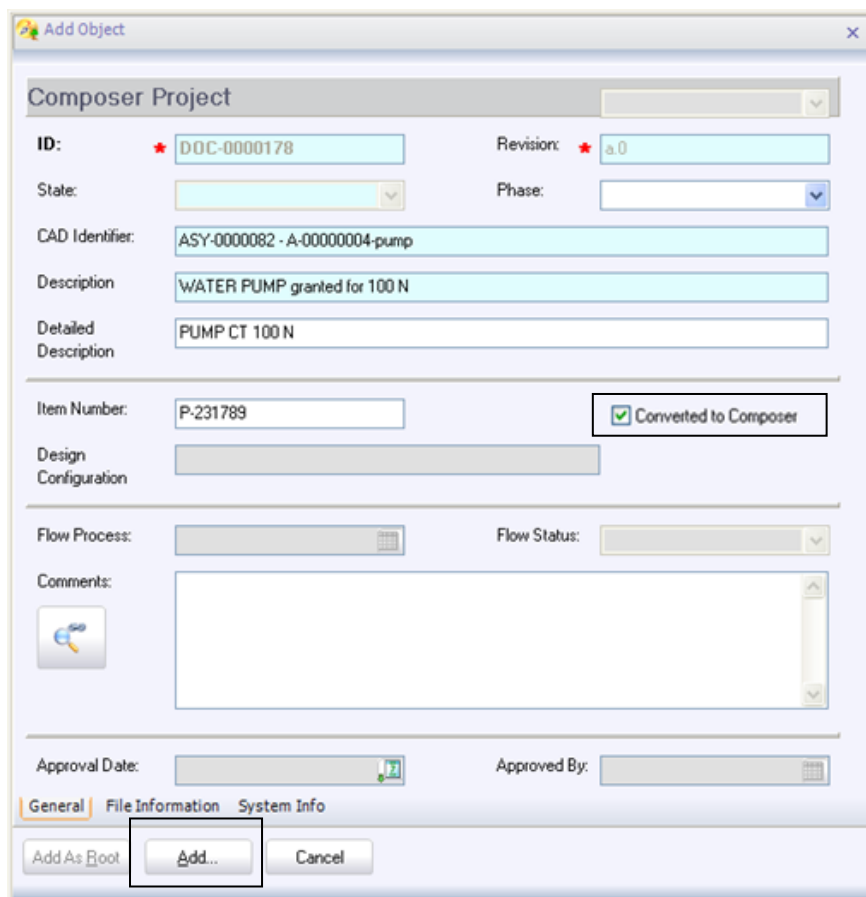 Add Object
Composer Project
ID: * DOC-0000178 Revision: * a.0
State: Phase:
CAD Identifier: ASY-0000082 - A-00000004-pump
Description WATER PUMP granted for 100 N
Detailed
Description PUMP CT 100 N
Item Number: P-231789 Converted to Composer
Design
Configuration
Flow Process: Flow Status:
Comments:
Approval Date: Approved By:
General File Information System Info
Add As Root Add... Cancel